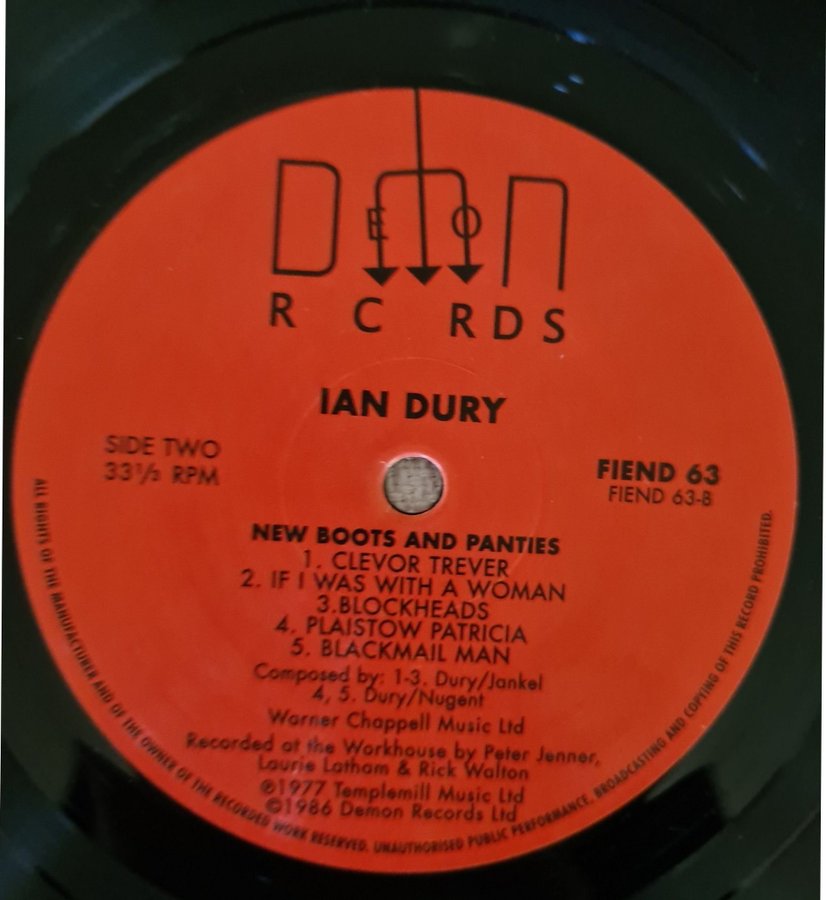 DEMON
R C RDS
IAN DURY
SIDE TWO
33⅓ RPM
FIEND 63
FIEND 63-B
NEW BOOTS AND PANTIES
1. CLEVOR TREVER
2. IF I WAS WITH A WOMAN
3.BLOCKHEADS
4. PLAISTOW PATRICIA
5. BLACKMAIL MAN
Composed by: 1-3. Dury/Jankel
4, 5. Dury/Nugent
Warner Chappell Music Ltd
Recorded at the Workhouse by Peter Jenner,
Laurie Latham & Rick Walton
℗1977 Templemill Music Ltd
©1986 Demon Records Ltd
ALL RIGHTS OF THE MANUFACTURER AND OF THE OWNER OF THE RECORDED WORK RESERVED. UNAUTHORISED PUBLIC PERFORMANCE, BROADCASTING AND COPYING OF THIS RECORD PROHIBITED.